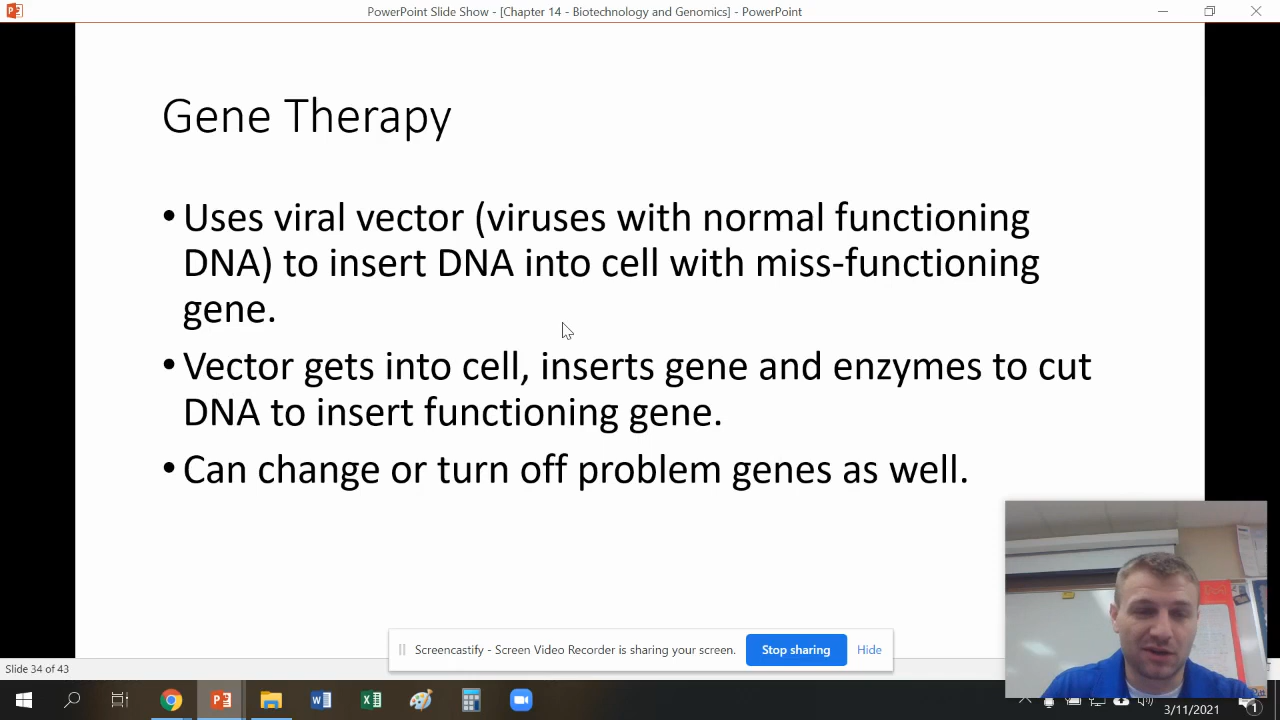 PowerPoint Slide Show - [Chapter 14 - Biotechnology and Genomics] - PowerPoint
Gene Therapy
• Uses viral vector (viruses with normal functioning
DNA) to insert DNA into cell with miss-functioning
gene.
• Vector gets into cell, inserts gene and enzymes to cut
DNA to insert functioning gene.
• Can change or turn off problem genes as well.
Screencastify - Screen Video Recorder is sharing your screen.
Stop sharing
Hide
Slide 34 of 43
3/11/2021
1